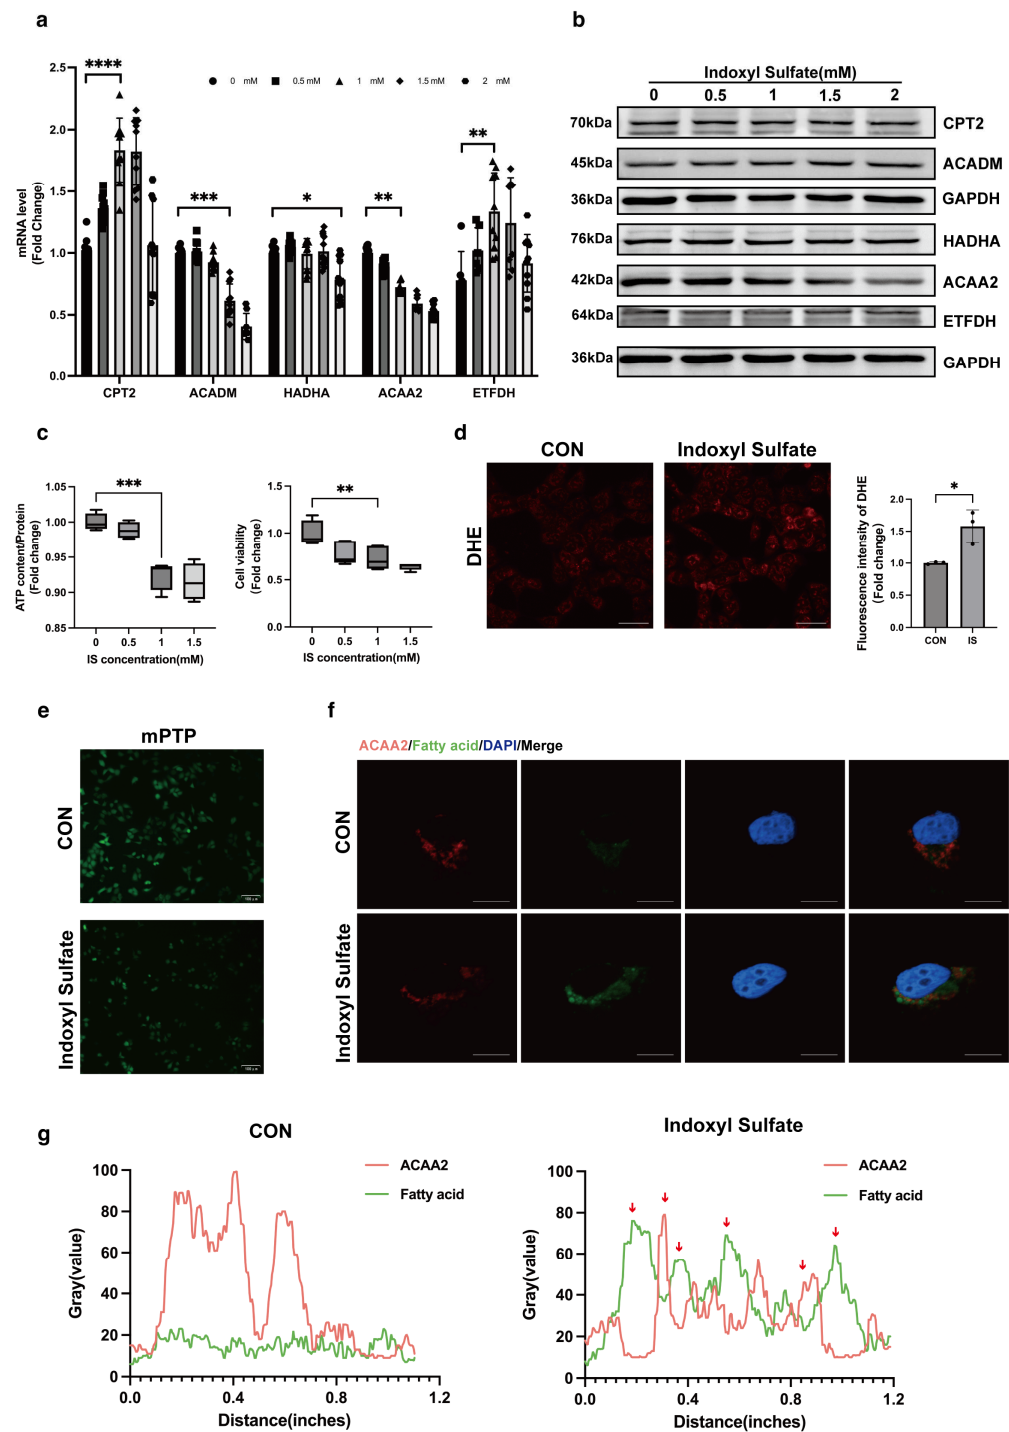 a
2.5
2.0
1.5
1.0
0.5
0.0
mRNA level
(Fold Change)
0 mM
0.5 mM
1 mM
1.5 mM
2 mM
****
***
*
**
**
CPT2
ACADM
HADHA
ACAA2
ETFDH
b
Indoxyl Sulfate(mM)
0 0.5 1 1.5 2
70kDa CPT2
45kDa ACADM
36kDa GAPDH
76kDa HADHA
42kDa ACAA2
64kDa ETFDH
36kDa GAPDH
c
ATP content/Protein
(Fold change)
1.05
1.00
0.95
0.90
0.85
***
0 0.5 1 1.5
IS concentration(mM)
Cell viability
(Fold change)
1.5
1.0
0.5
0.0
**
0 0.5 1 1.5
IS concentration(mM)
d
CON
Indoxyl Sulfate
DHE
Fluorescence intensity of DHE
(Fold change)
2.0
1.5
1.0
0.5
0.0
*
CON IS
e
mPTP
CON
Indoxyl Sulfate
f
ACAA2/Fatty acid/DAPI/Merge
CON
Indoxyl Sulfate
g
CON
ACAA2
Fatty acid
Gray(value)
100
80
60
40
20
0
0.0 0.4 0.8 1.2
Distance(inches)
Indoxyl Sulfate
ACAA2
Fatty acid
Gray(value)
100
80
60
40
20
0
0.0 0.4 0.8 1.2
Distance(inches)